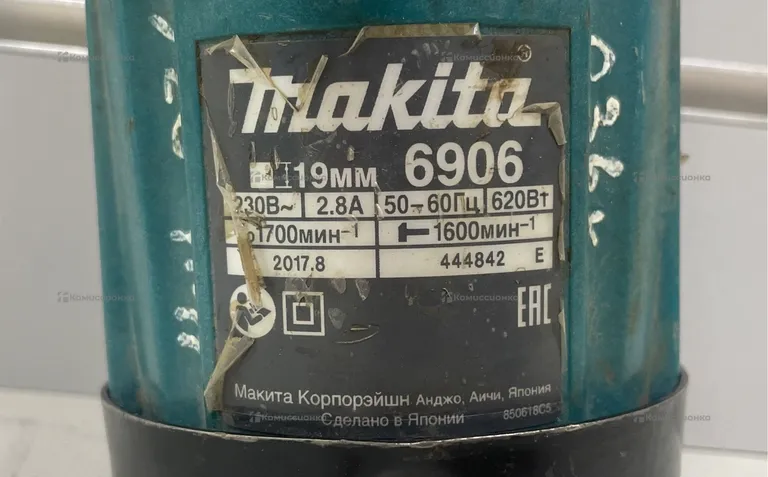 makita®
19мм 6906
230В~ 2.8А 50-60Гц 620Вт
1700мин-1 1600мин-1
2017.8 444842 E
EAC
Макита Корпорэйшн Анджо, Аичи, Япония
Сделано в Японии 850618C5
Комиссионка